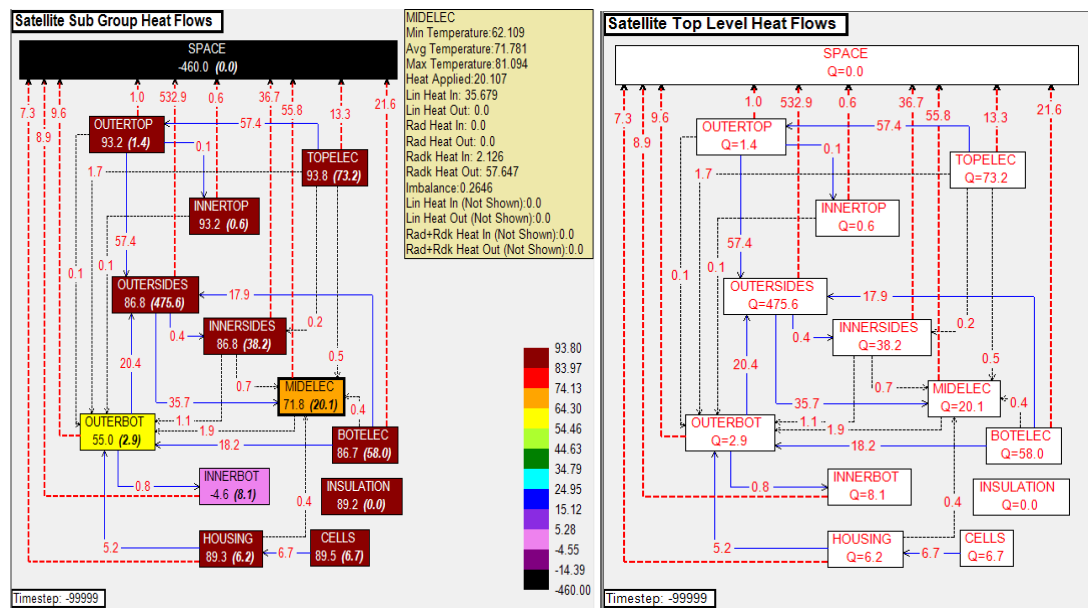 Satellite Sub Group Heat Flows
SPACE
-460.0 (0.0)
7.3
8.9
9.6
1.0
532.9
0.6
36.7
55.8
13.3
21.6
OUTERTOP
93.2 (1.4)
57.4
0.1
TOPELEC
93.8 (73.2)
1.7
INNERTOP
93.2 (0.6)
57.4
0.1
0.1
OUTERSIDES
86.8 (475.6)
17.9
INNERSIDES
86.8 (38.2)
0.4
0.2
0.5
20.4
0.7
MIDELEC
71.8 (20.1)
35.7
0.4
OUTERBOT
55.0 (2.9)
1.1
1.9
18.2
BOTELEC
86.7 (58.0)
0.8
INNERBOT
-4.6 (8.1)
INSULATION
89.2 (0.0)
0.4
5.2
HOUSING
89.3 (6.2)
6.7
CELLS
89.5 (6.7)
Timestep: -99999
MIDELEC
Min Temperature:62.109
Avg Temperature:71.781
Max Temperature:81.094
Heat Applied:20.107
Lin Heat In: 35.679
Lin Heat Out: 0.0
Rad Heat In: 0.0
Rad Heat Out: 0.0
Radk Heat In: 2.126
Radk Heat Out: 57.647
Imbalance:0.2646
Lin Heat In (Not Shown):0.0
Lin Heat Out (Not Shown):0.0
Rad+Rdk Heat In (Not Shown):0.0
Rad+Rdk Heat Out (Not Shown):0.0
93.80
83.97
74.13
64.30
54.46
44.63
34.79
24.95
15.12
5.28
-4.55
-14.39
-460.00
Satellite Top Level Heat Flows
SPACE
Q=0.0
7.3
8.9
9.6
1.0
532.9
0.6
36.7
55.8
13.3
21.6
OUTERTOP
Q=1.4
57.4
0.1
TOPELEC
Q=73.2
1.7
INNERTOP
Q=0.6
57.4
0.1
0.1
OUTERSIDES
Q=475.6
17.9
INNERSIDES
Q=38.2
0.4
0.2
0.5
20.4
0.7
MIDELEC
Q=20.1
35.7
0.4
OUTERBOT
Q=2.9
1.1
1.9
18.2
BOTELEC
Q=58.0
0.8
INNERBOT
Q=8.1
INSULATION
Q=0.0
0.4
5.2
HOUSING
Q=6.2
6.7
CELLS
Q=6.7
Timestep: -99999